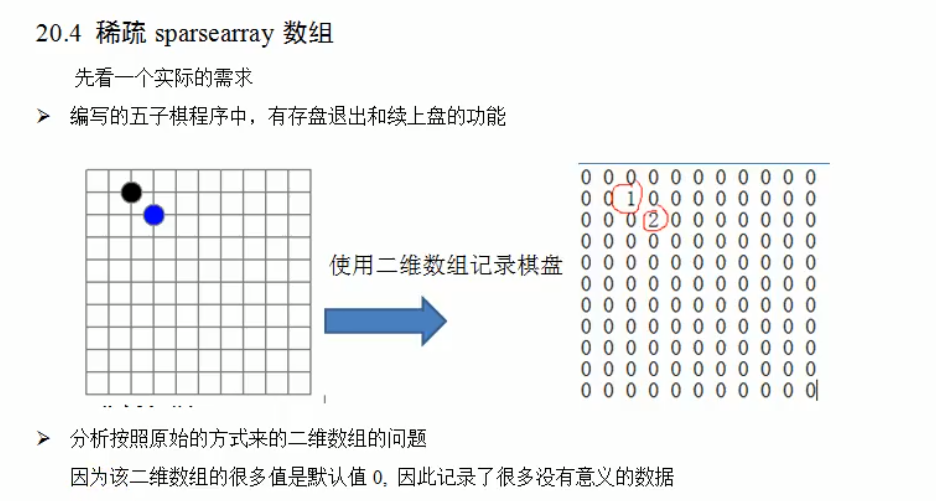 20.4 稀疏 sparsearray 数组
先看一个实际的需求
➢ 编写的五子棋程序中，有存盘退出和续上盘的功能
使用二维数组记录棋盘
0 0 0 0 0 0 0 0 0 0 0
0 0 1 0 0 0 0 0 0 0 0
0 0 0 2 0 0 0 0 0 0 0
0 0 0 0 0 0 0 0 0 0 0
0 0 0 0 0 0 0 0 0 0 0
0 0 0 0 0 0 0 0 0 0 0
0 0 0 0 0 0 0 0 0 0 0
0 0 0 0 0 0 0 0 0 0 0
0 0 0 0 0 0 0 0 0 0 0
0 0 0 0 0 0 0 0 0 0 0
0 0 0 0 0 0 0 0 0 0 0
➢ 分析按照原始的方式来的二维数组的问题
因为该二维数组的很多值是默认值 0, 因此记录了很多没有意义的数据